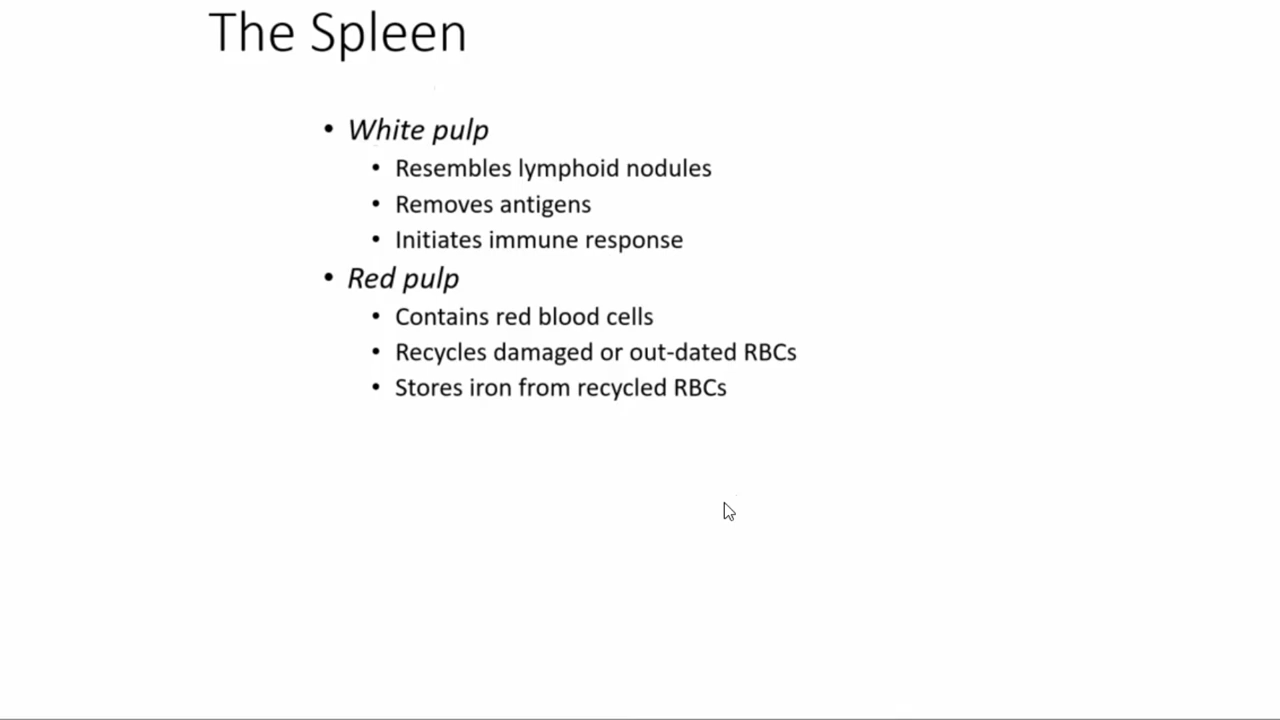 The Spleen
• White pulp
• Resembles lymphoid nodules
• Removes antigens
• Initiates immune response
• Red pulp
• Contains red blood cells
• Recycles damaged or out-dated RBCs
• Stores iron from recycled RBCs